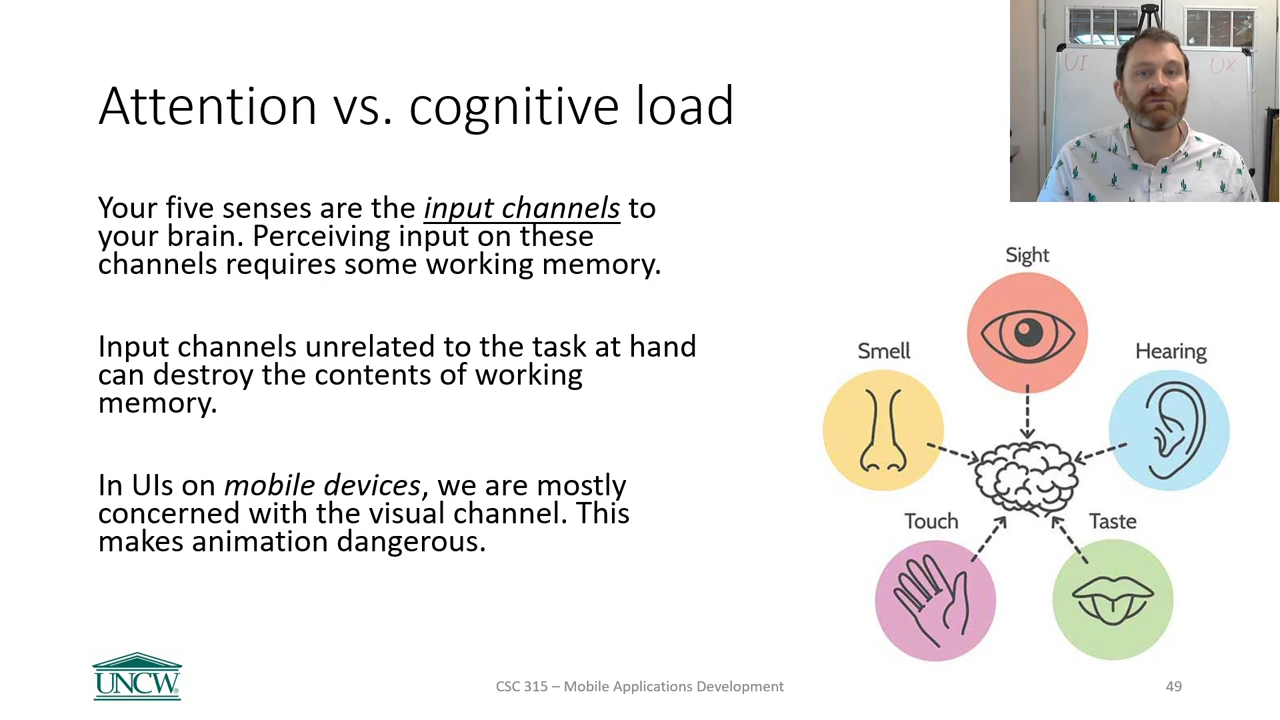 UI
UX
Attention vs. cognitive load
Your five senses are the input channels to
your brain. Perceiving input on these
channels requires some working memory.
Input channels unrelated to the task at hand
can destroy the contents of working
memory.
In UIs on mobile devices, we are mostly
concerned with the visual channel. This
makes animation dangerous.
Sight
Smell
Hearing
Touch
Taste
UNCW
CSC 315 – Mobile Applications Development
49